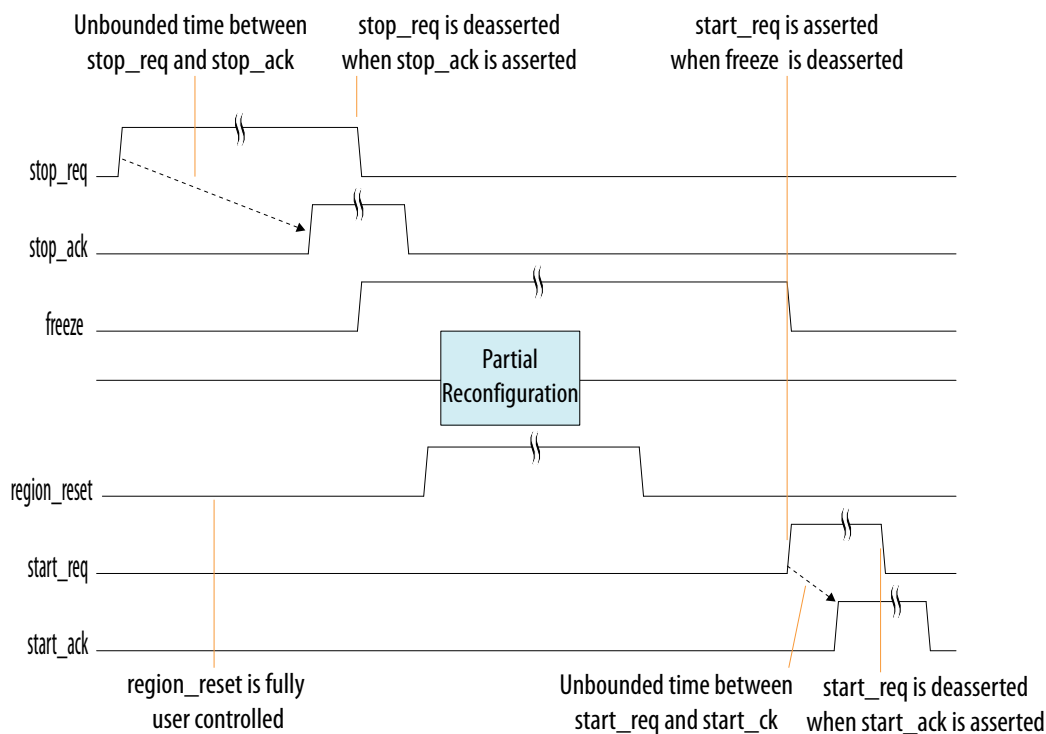 Unbounded time between
stop_req and stop_ack
stop_req is deasserted
when stop_ack is asserted
start_req is asserted
when freeze is deasserted
stop_req
stop_ack
freeze
Partial
Reconfiguration
region_reset
start_req
start_ack
region_reset is fully
user controlled
Unbounded time between
start_req and start_ck
start_req is deasserted
when start_ack is asserted